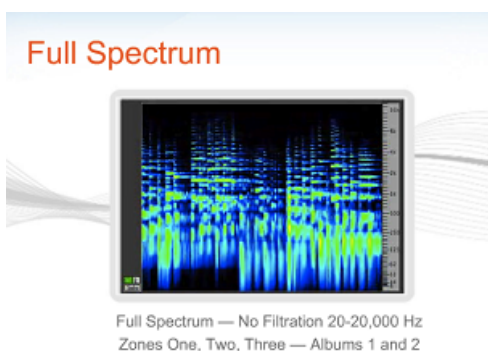 Full Spectrum
Full Spectrum — No Filtration 20-20,000 Hz
Zones One, Two, Three — Albums 1 and 2